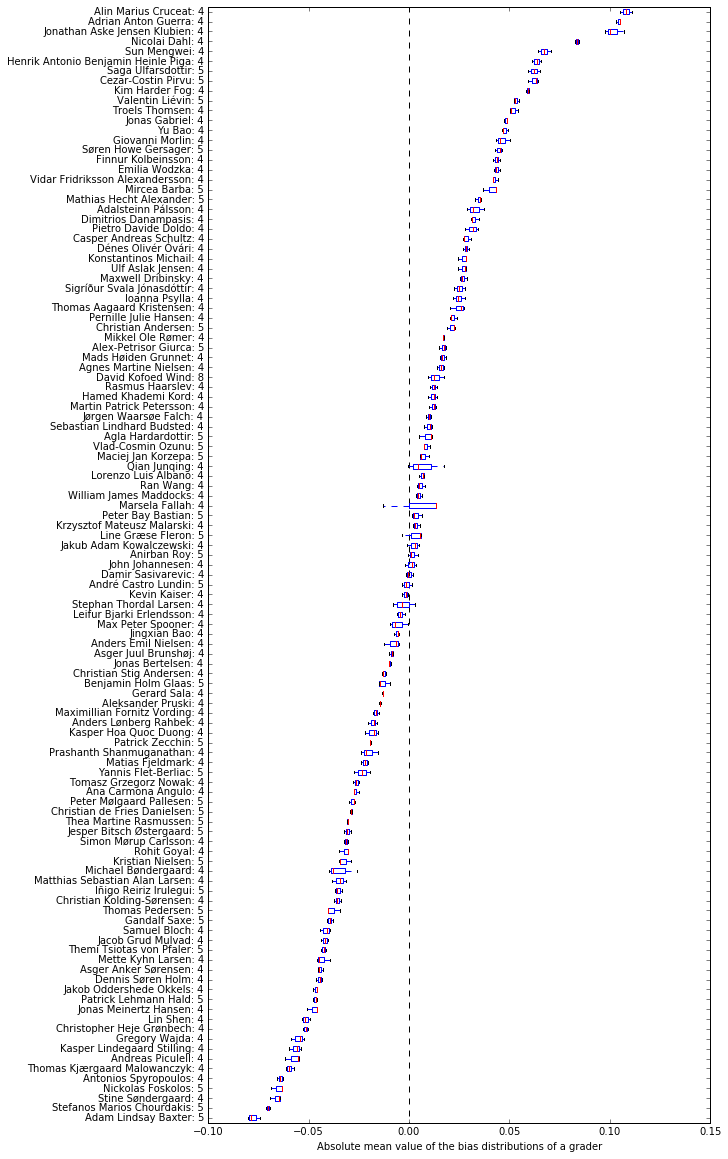 Alin Marius Cruceat: 4
Adrian Anton Guerra: 4
Jonathan Aske Jensen Klubien: 4
Nicolai Dahl: 4
Sun Mengwei: 4
Henrik Antonio Benjamin Heinle Piga: 4
Saga Ulfarsdottir: 5
Cezar-Costin Pirvu: 4
Kim Harder Fog: 4
Valentin Liévin: 5
Troels Thomsen: 4
Jonas Gabriel: 4
Yu Bao: 4
Giovanni Morlin: 4
Søren Howe Gersager: 5
Finnur Kolbeinsson: 4
Emilia Wodzka: 4
Vidar Fridriksson Alexandersson: 4
Mircea Barba: 5
Mathias Hecht Alexander: 5
Adalsteinn Pálsson: 4
Dimitrios Danampasis: 4
Pietro Davide Doldo: 4
Casper Andreas Schultz: 4
Dénes Olivér Óvári: 4
Konstantinos Michail: 4
Ulf Aslak Jensen: 4
Maxwell Dribinsky: 4
Sigríður Svala Jónasdóttir: 4
Ioanna Psylla: 4
Thomas Aagaard Kristensen: 4
Pernille Julie Hansen: 4
Christian Andersen: 5
Mikkel Ole Rømer: 4
Alex-Petrisor Giurca: 5
Mads Høiden Grunnet: 4
Agnes Martine Nielsen: 4
David Kofoed Wind: 8
Rasmus Haarslev: 4
Hamed Khademi Kord: 4
Martin Patrick Petersson: 4
Jørgen Waarsøe Falch: 4
Sebastian Lindhard Budsted: 4
Agla Hardardottir: 5
Vlad-Cosmin Ozunu: 5
Maciej Jan Korzepa: 5
Qian Junqing: 4
Lorenzo Luis Albano: 4
Ran Wang: 4
William James Maddocks: 4
Marsela Fallah: 4
Peter Bay Bastian: 5
Krzysztof Mateusz Malarski: 4
Line Græse Fleron: 5
Jakub Adam Kowalczewski: 4
Anirban Roy: 5
John Johannesen: 4
Damir Sasivarevic: 4
André Castro Lundin: 5
Kevin Kaiser: 4
Stephan Thordal Larsen: 4
Leifur Bjarki Erlendsson: 4
Max Peter Spooner: 4
Jingxian Bao: 4
Anders Emil Nielsen: 4
Asger Juul Brunshøj: 4
Jonas Bertelsen: 4
Christian Stig Andersen: 4
Benjamin Holm Glaas: 5
Gerard Sala: 4
Aleksander Pruski: 4
Maximillian Fornitz Vording: 4
Anders Lønberg Rahbek: 4
Kasper Hoa Quoc Duong: 4
Patrick Zecchin: 5
Prashanth Shanmuganathan: 4
Matias Fjeldmark: 4
Yannis Flet-Berliac: 5
Tomasz Grzegorz Nowak: 4
Ana Carmona Angulo: 4
Peter Mølgaard Pallesen: 5
Christian de Fries Danielsen: 5
Thea Martine Rasmussen: 5
Jesper Bitsch Østergaard: 5
Simon Mørup Carlsson: 4
Rohit Goyal: 4
Kristian Nielsen: 5
Michael Bøndergaard: 4
Matthias Sebastian Alan Larsen: 4
Iñigo Reiriz Irulegui: 5
Christian Kolding-Sørensen: 4
Thomas Pedersen: 5
Gandalf Saxe: 5
Samuel Bloch: 4
Jacob Grud Mulvad: 4
Themi Tsiotas von Pfaler: 5
Mette Kyhn Larsen: 4
Asger Anker Sørensen: 4
Dennis Søren Holm: 4
Jakob Oddershede Okkels: 4
Patrick Lehmann Hald: 5
Jonas Meinertz Hansen: 4
Lin Shen: 4
Christopher Heje Grønbech: 4
Gregory Wajda: 4
Kasper Lindegaard Stilling: 4
Andreas Piculell: 4
Thomas Kjærgaard Malowanczyk: 4
Antonios Spyropoulos: 4
Nickolas Foskolos: 5
Stine Søndergaard: 4
Stefanos Marios Chourdakis: 5
Adam Lindsay Baxter: 5
−0.10 −0.05 0.00 0.05 0.10 0.15
Absolute mean value of the bias distributions of a grader